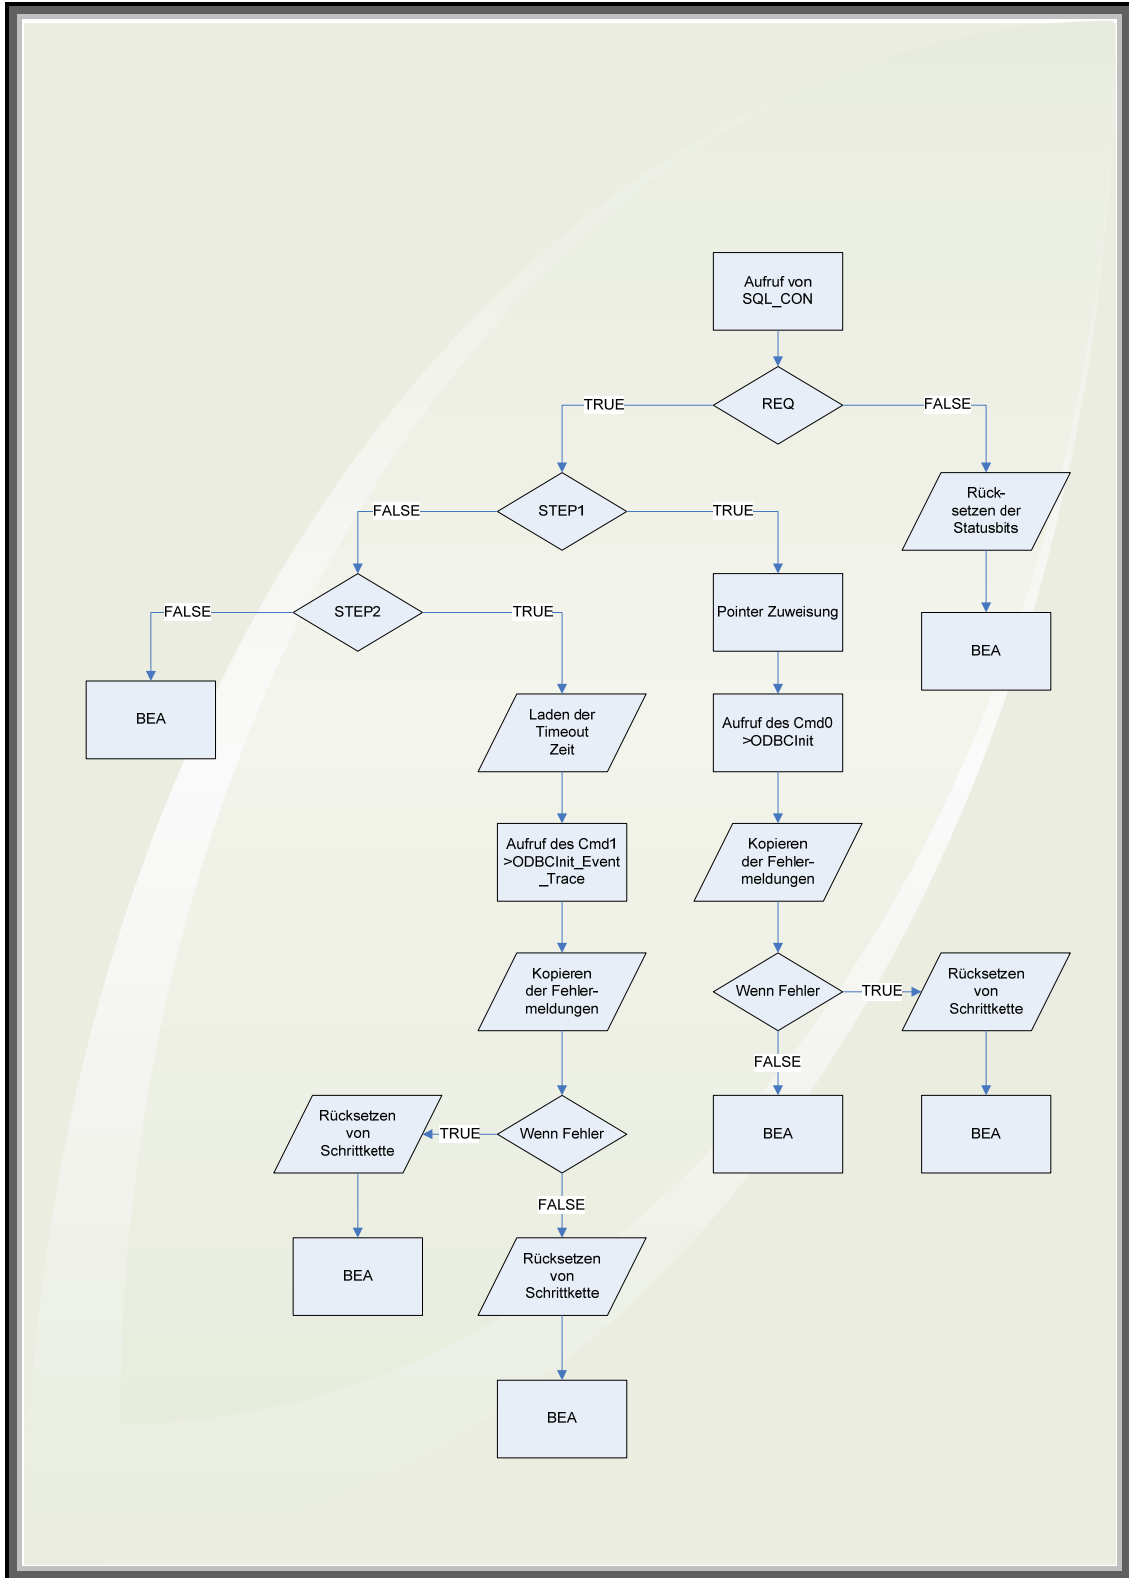 Aufruf von
SQL_CON
REQ
TRUE
FALSE
STEP1
FALSE
TRUE
Rück-
setzen der
Statusbits
STEP2
FALSE
TRUE
Pointer Zuweisung
BEA
BEA
Laden der
Timeout
Zeit
Aufruf des Cmd0
>ODBCInit
Aufruf des Cmd1
>ODBCInit_Event
_Trace
Kopieren
der Fehler-
meldungen
Kopieren
der Fehler-
meldungen
Wenn Fehler
TRUE
Rücksetzen
von
Schrittkette
FALSE
BEA
BEA
Rücksetzen
von
Schrittkette
TRUE
Wenn Fehler
FALSE
BEA
Rücksetzen
von
Schrittkette
BEA